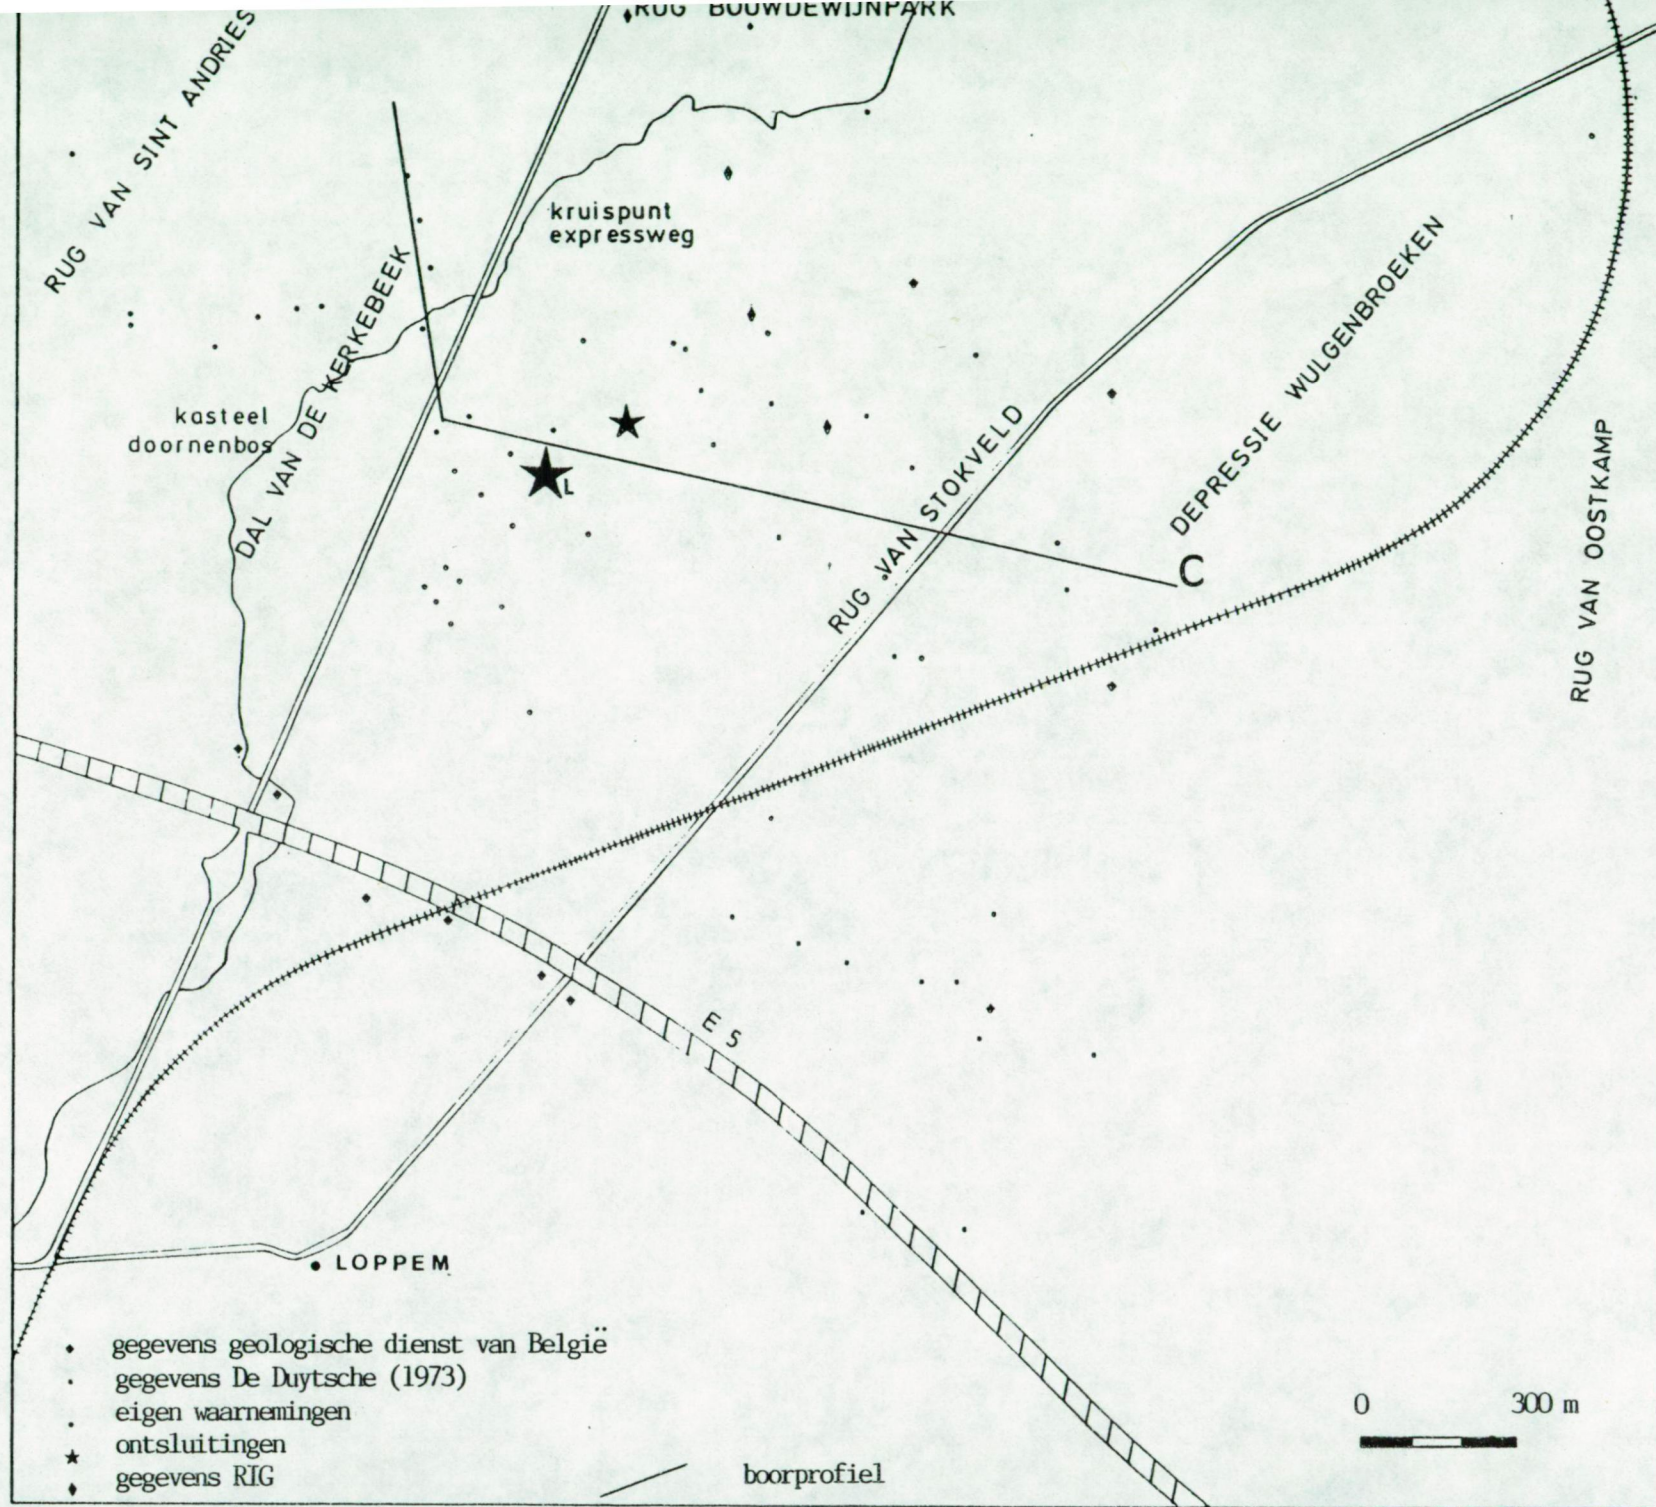 RUG BOUWDEWIJNPARK
RUG VAN SINT ANDRIES
kruispunt
expressweg
DAL VAN DE KERKEBEEK
kasteel
doornenbos
L
RUG VAN STOKVELD
DEPRESSIE WULGENBROEKEN
C
RUG VAN OOSTKAMP
E5
LOPPEM
gegevens geologische dienst van België
gegevens De Duytsche (1973)
eigen waarnemingen
ontsluitingen
gegevens RIG
boorprofiel
0 300 m